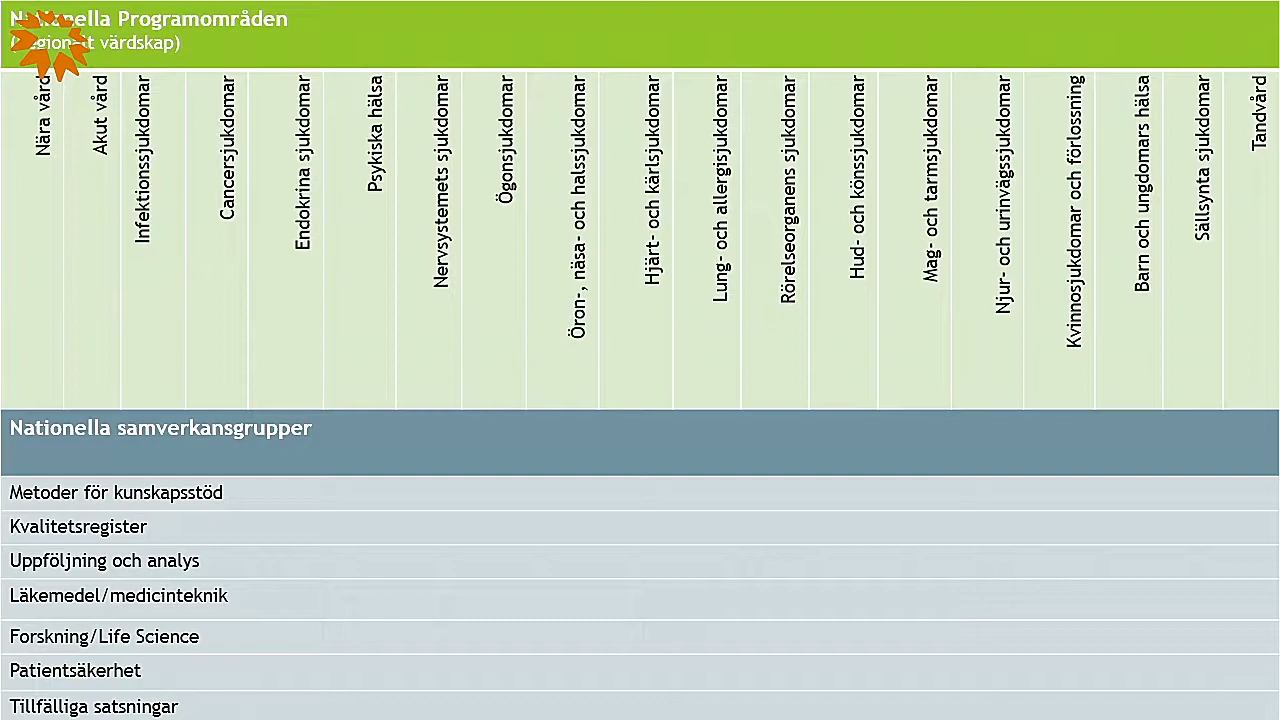 Nationella Programområden
(Regionalt värdskap)
Nära vård
Akut vård
Infektionssjukdomar
Cancersjukdomar
Endokrina sjukdomar
Psykiska hälsa
Nervsystemets sjukdomar
Ögonsjukdomar
Öron-, näsa- och halssjukdomar
Hjärt- och kärlsjukdomar
Lung- och allergisjukdomar
Rörelseorganens sjukdomar
Hud- och könssjukdomar
Mag- och tarmsjukdomar
Njur- och urinvägssjukdomar
Kvinnosjukdomar och förlossning
Barn och ungdomars hälsa
Sällsynta sjukdomar
Tandvård
Nationella samverkansgrupper
Metoder för kunskapsstöd
Kvalitetsregister
Uppföljning och analys
Läkemedel/medicinteknik
Forskning/Life Science
Patientsäkerhet
Tillfälliga satsningar